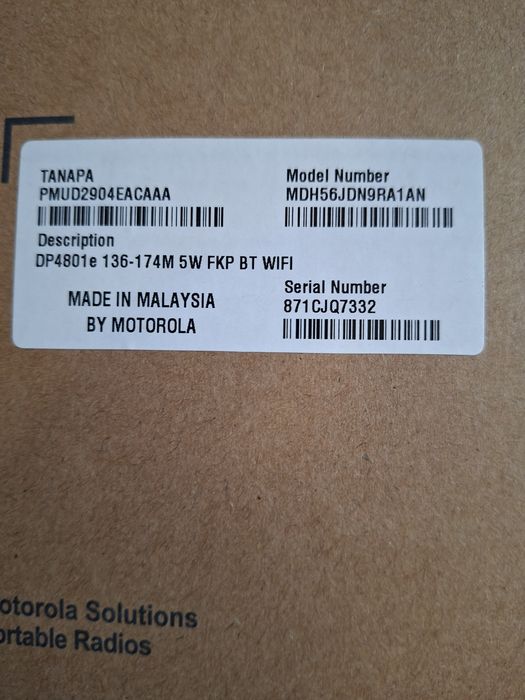 TANAPA
PMUD2904EACAAA
Model Number
MDH56JDN9RA1AN
Description
DP4801e 136-174M 5W FKP BT WIFI
MADE IN MALAYSIA
BY MOTOROLA
Serial Number
871CJQ7332
otorola Solutions
ortable Radios